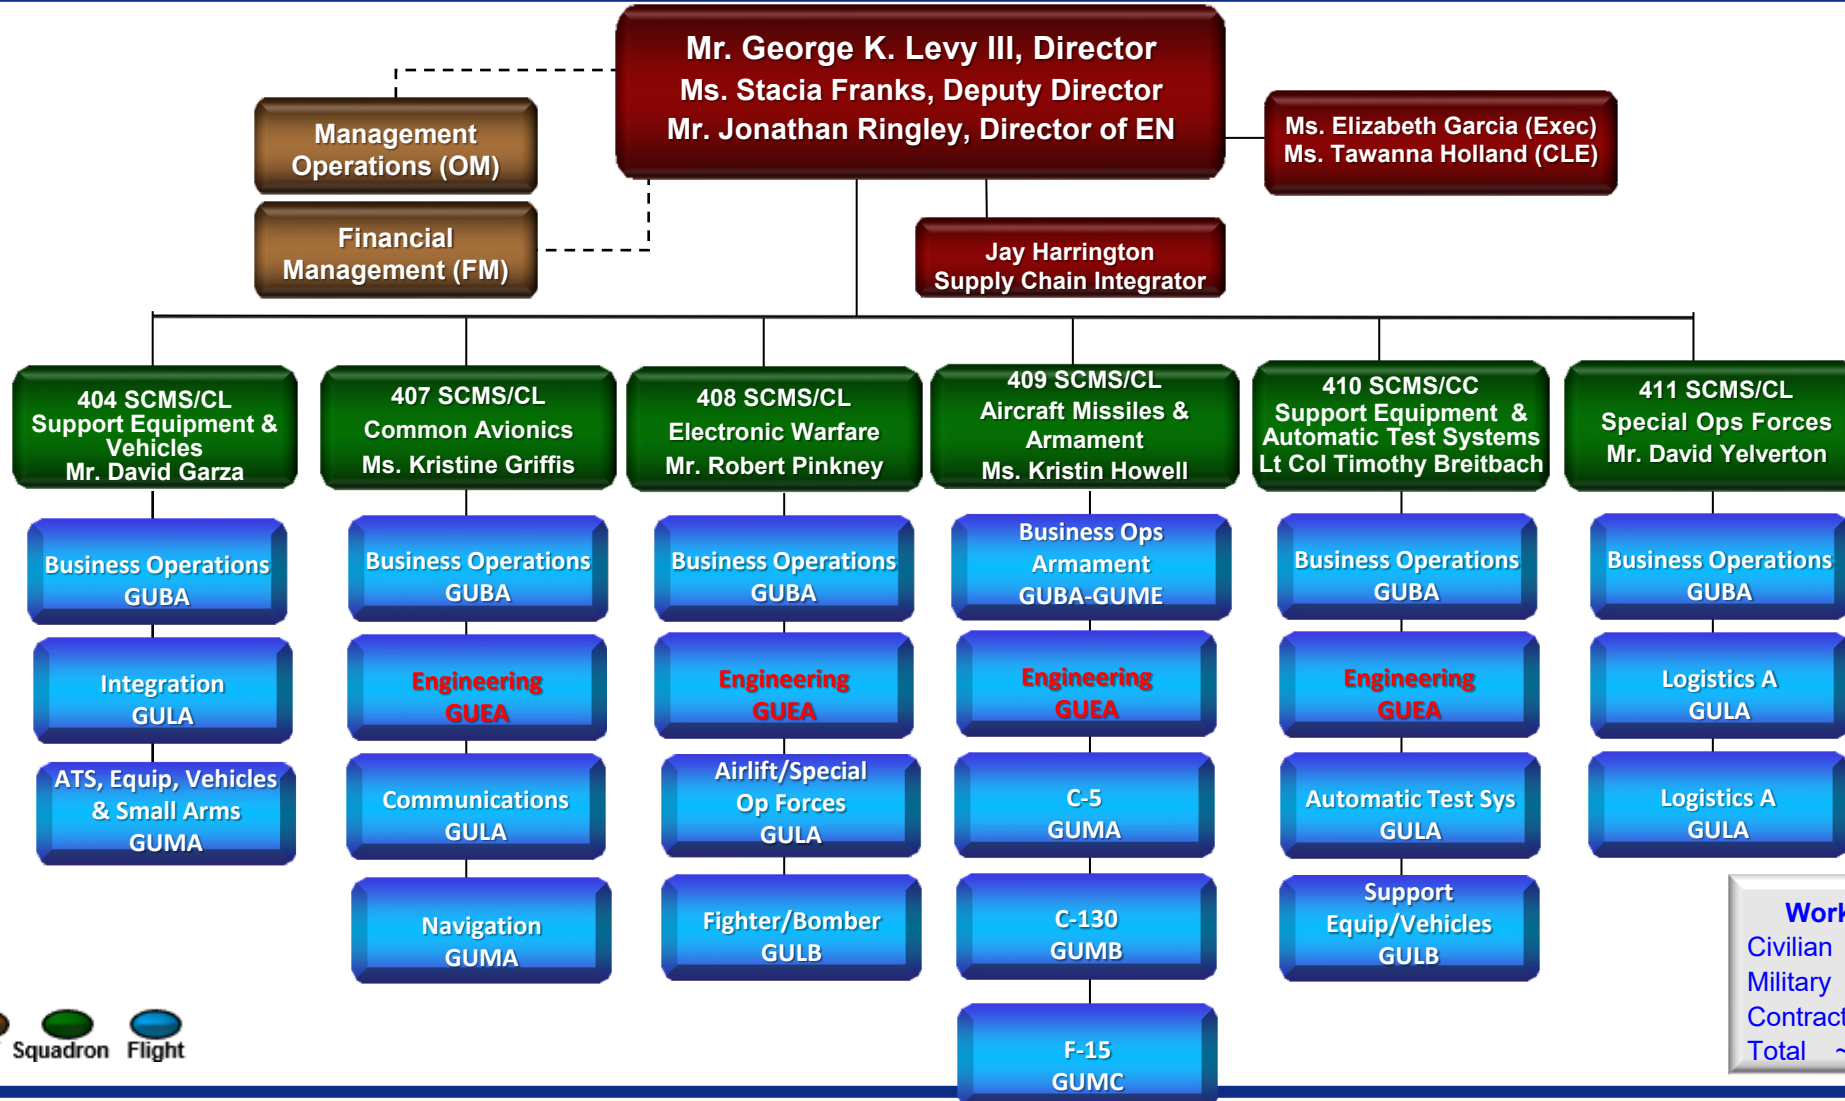 Mr. George K. Levy III, Director
Ms. Stacia Franks, Deputy Director
Mr. Jonathan Ringley, Director of EN
Management
Operations (OM)
Ms. Elizabeth Garcia (Exec)
Ms. Tawanna Holland (CLE)
Financial
Management (FM)
Jay Harrington
Supply Chain Integrator
404 SCMS/CL
Support Equipment &
Vehicles
Mr. David Garza
407 SCMS/CL
Common Avionics
Ms. Kristine Griffis
408 SCMS/CL
Electronic Warfare
Mr. Robert Pinkney
409 SCMS/CL
Aircraft Missiles &
Armament
Ms. Kristin Howell
410 SCMS/CC
Support Equipment &
Automatic Test Systems
Lt Col Timothy Breitbach
411 SCMS/CL
Special Ops Forces
Mr. David Yelverton
Business Operations
GUBA
Integration
GULA
ATS, Equip, Vehicles
& Small Arms
GUMA
Business Operations
GUBA
Engineering
GUEA
Communications
GULA
Navigation
GUMA
Business Operations
GUBA
Engineering
GUEA
Airlift/Special
Op Forces
GULA
Fighter/Bomber
GULB
Business Ops
Armament
GUBA-GUME
Engineering
GUEA
C-5
GUMA
C-130
GUMB
F-15
GUMC
Business Operations
GUBA
Engineering
GUEA
Automatic Test Sys
GULA
Support
Equip/Vehicles
GULB
Business Operations
GUBA
Logistics A
GULA
Logistics A
GULA
Work
Civilian
Military
Contract
Total ~
Squadron Flight